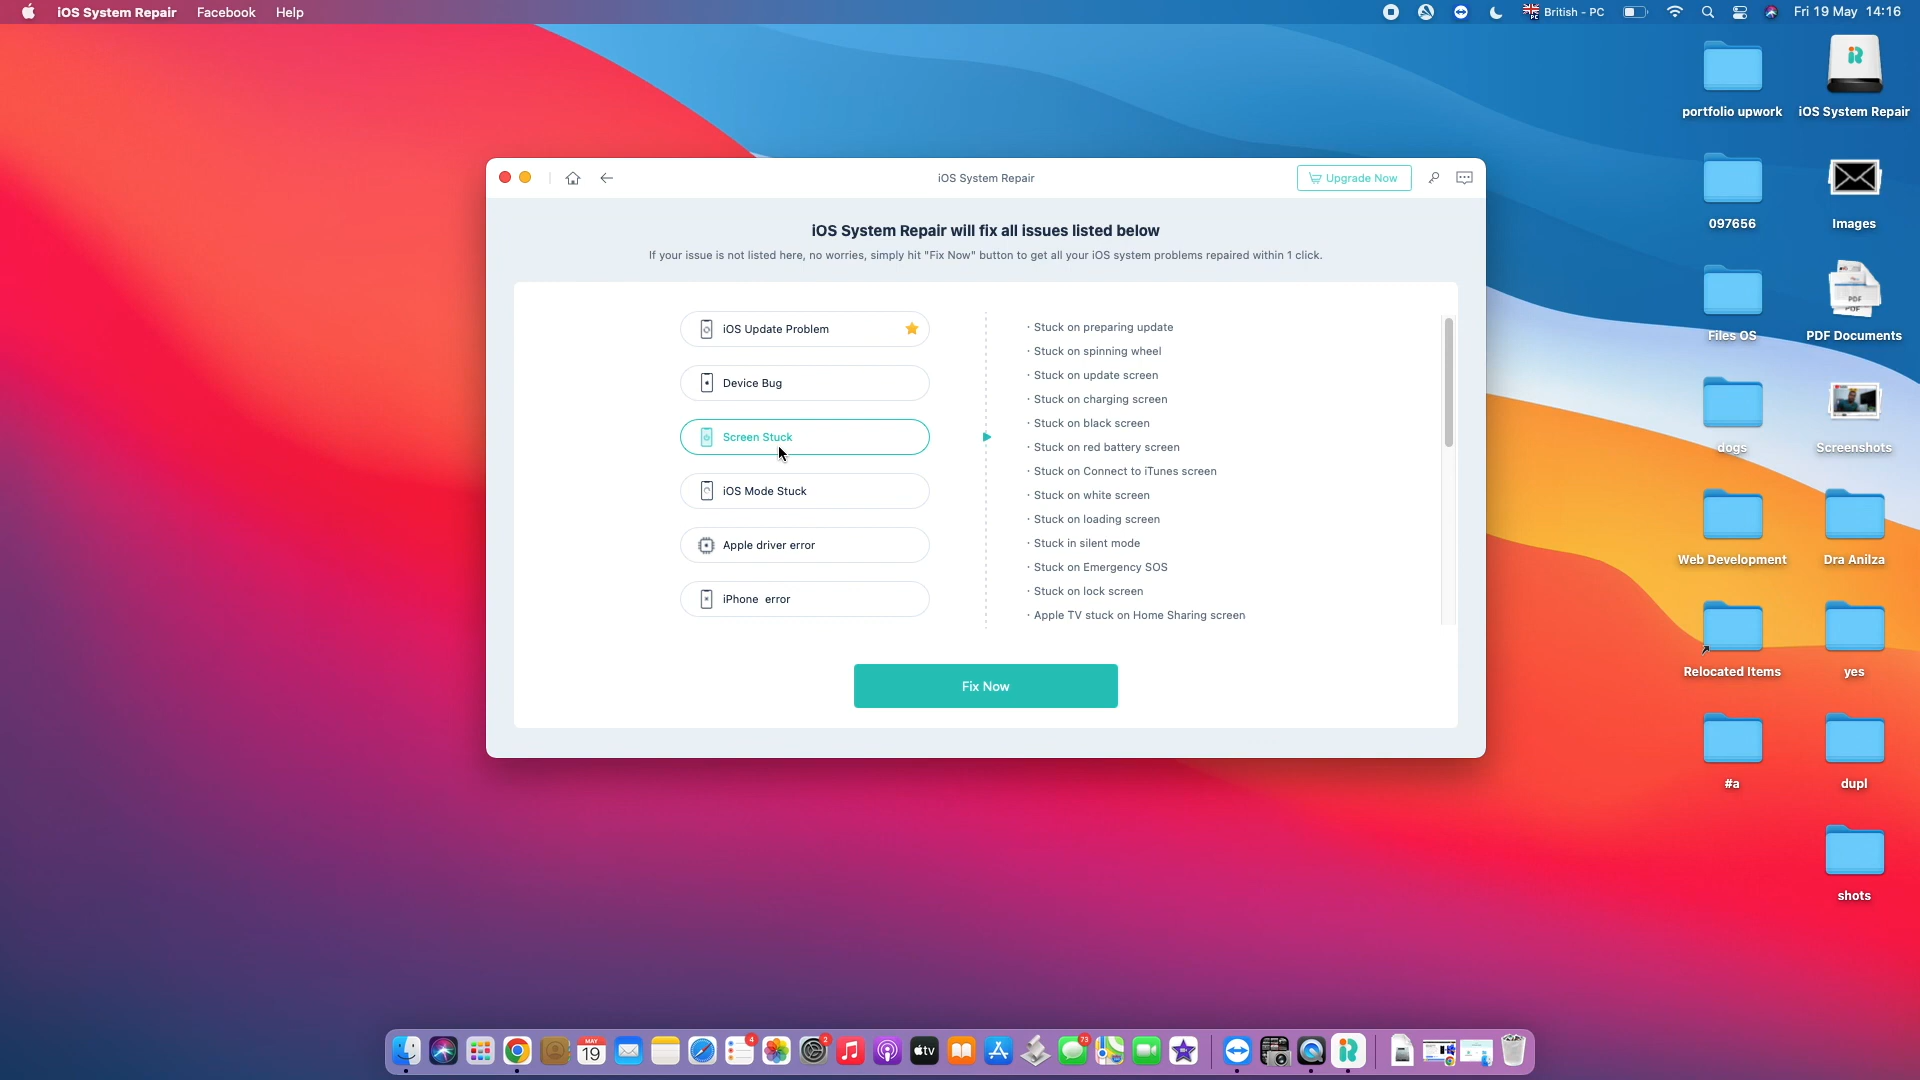 iOS System Repair Facebook Help
British - PC Fri 19 May 14:16
portfolio upwork iOS System Repair
097656 Images
Files OS PDF Documents
dogs Screenshots
Web Development Dra Anilza
Relocated Items yes
#a dupl
shots
iOS System Repair
Upgrade Now
iOS System Repair will fix all issues listed below
If your issue is not listed here, no worries, simply hit "Fix Now" button to get all your iOS system problems repaired within 1 click.
iOS Update Problem
Device Bug
Screen Stuck
iOS Mode Stuck
Apple driver error
iPhone error
· Stuck on preparing update
· Stuck on spinning wheel
· Stuck on update screen
· Stuck on charging screen
· Stuck on black screen
· Stuck on red battery screen
· Stuck on Connect to iTunes screen
· Stuck on white screen
· Stuck on loading screen
· Stuck in silent mode
· Stuck on Emergency SOS
· Stuck on lock screen
· Apple TV stuck on Home Sharing screen
Fix Now
MAY
19
4
2
tv
73